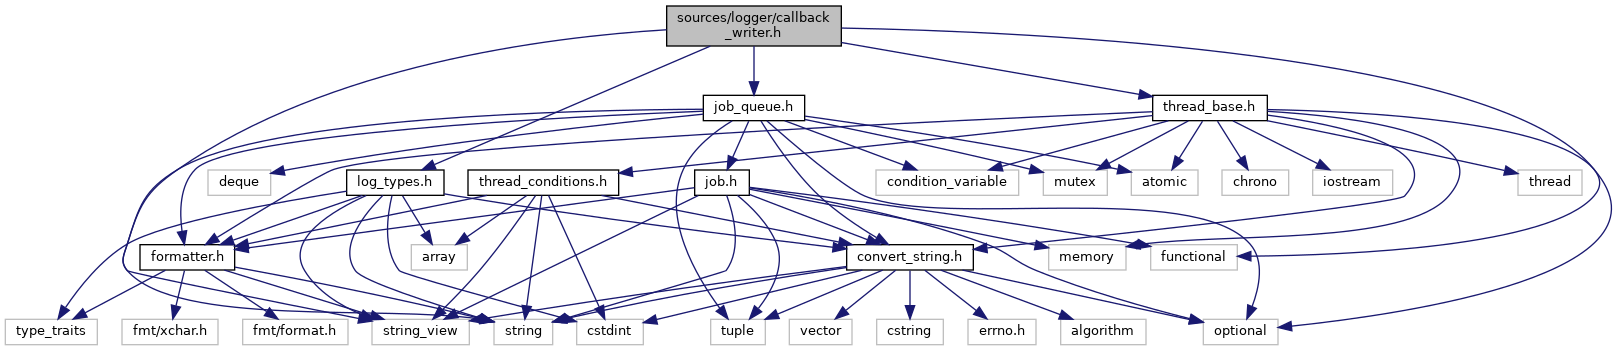 sources/logger/callback
_writer.h
job_queue.h
thread_base.h
deque
log_types.h
thread_conditions.h
job.h
condition_variable
mutex
atomic
chrono
iostream
thread
formatter.h
array
convert_string.h
memory
functional
type_traits
fmt/xchar.h
fmt/format.h
string_view
string
cstdint
tuple
vector
cstring
errno.h
algorithm
optional